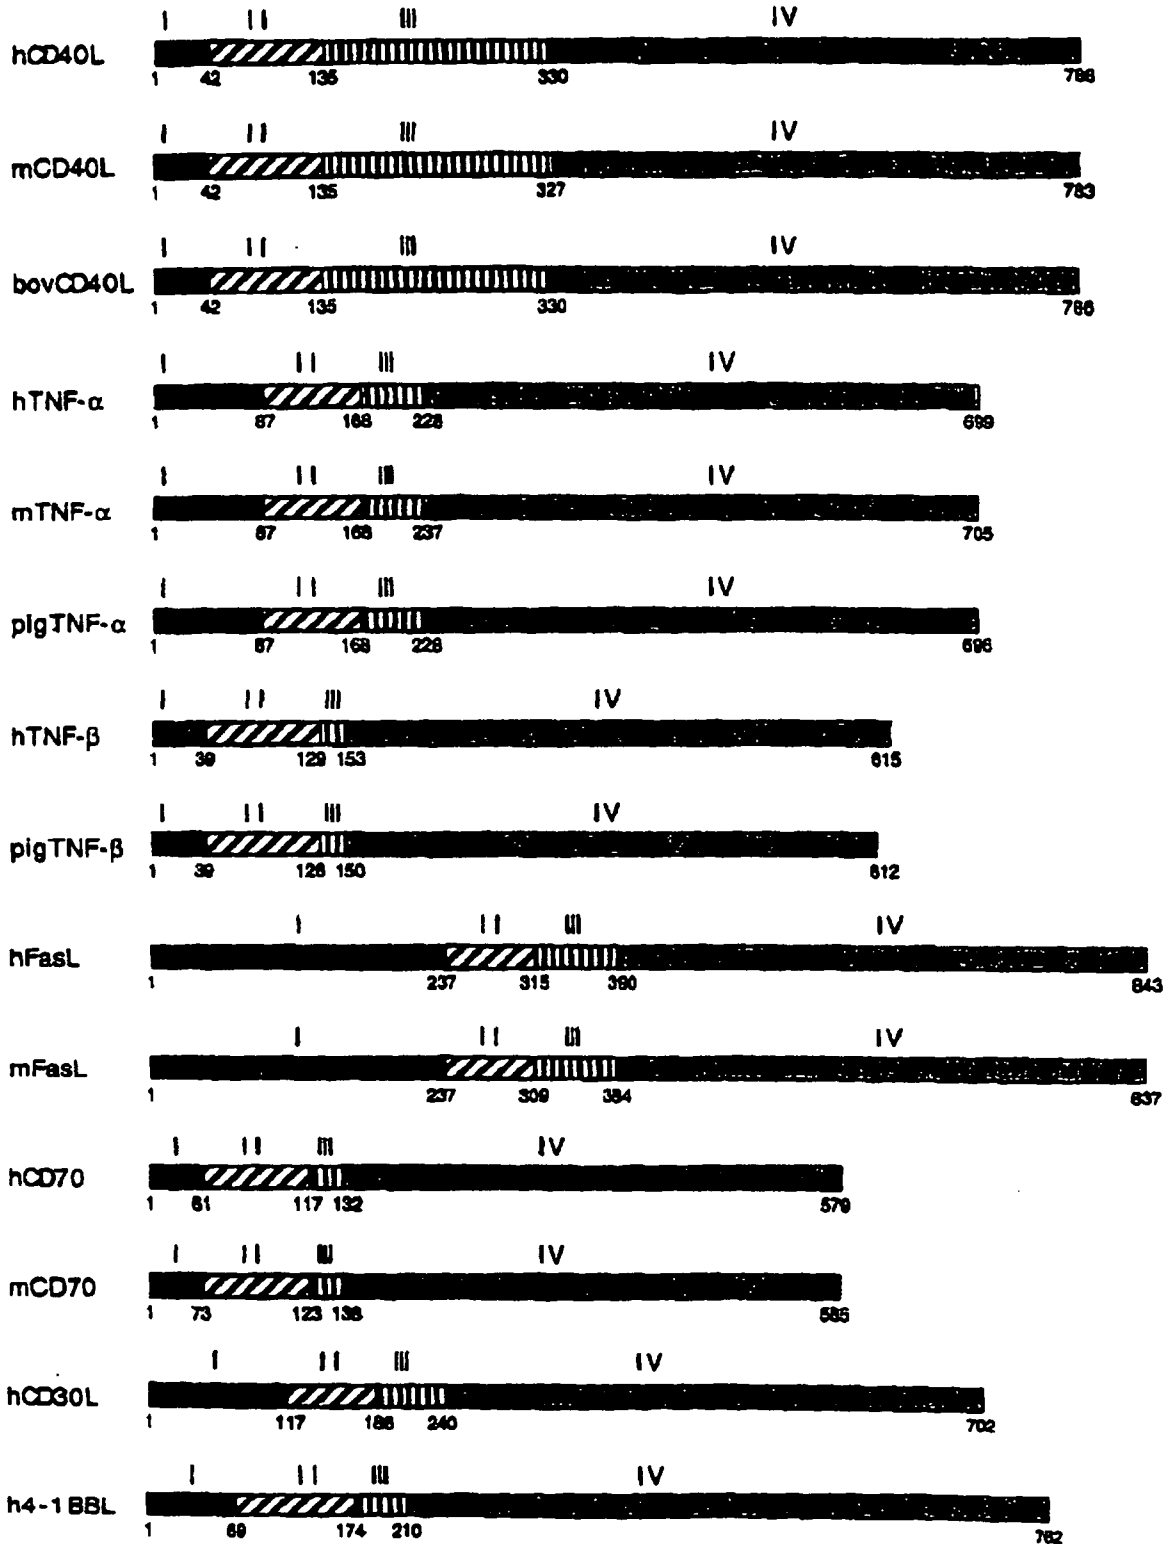 I II III IV
hCD40L
1 42 135 330 786
I II III IV
mCD40L
1 42 135 327 783
I II III IV
bovCD40L
1 42 135 330 786
I II III IV
hTNF-α
1 87 168 228 699
I II III IV
mTNF-α
1 87 168 237 705
I II III IV
pigTNF-α
1 87 168 228 696
I II III IV
hTNF-β
1 39 129 153 615
I II III IV
pigTNF-β
1 39 126 150 612
I II III IV
hFasL
1 237 315 390 843
I II III IV
mFasL
1 237 309 384 837
I II III IV
hCD70
1 61 117 132 579
I II III IV
mCD70
1 73 123 138 585
I II III IV
hCD30L
1 117 186 240 702
I II III IV
h4-1BBL
1 69 174 210 762